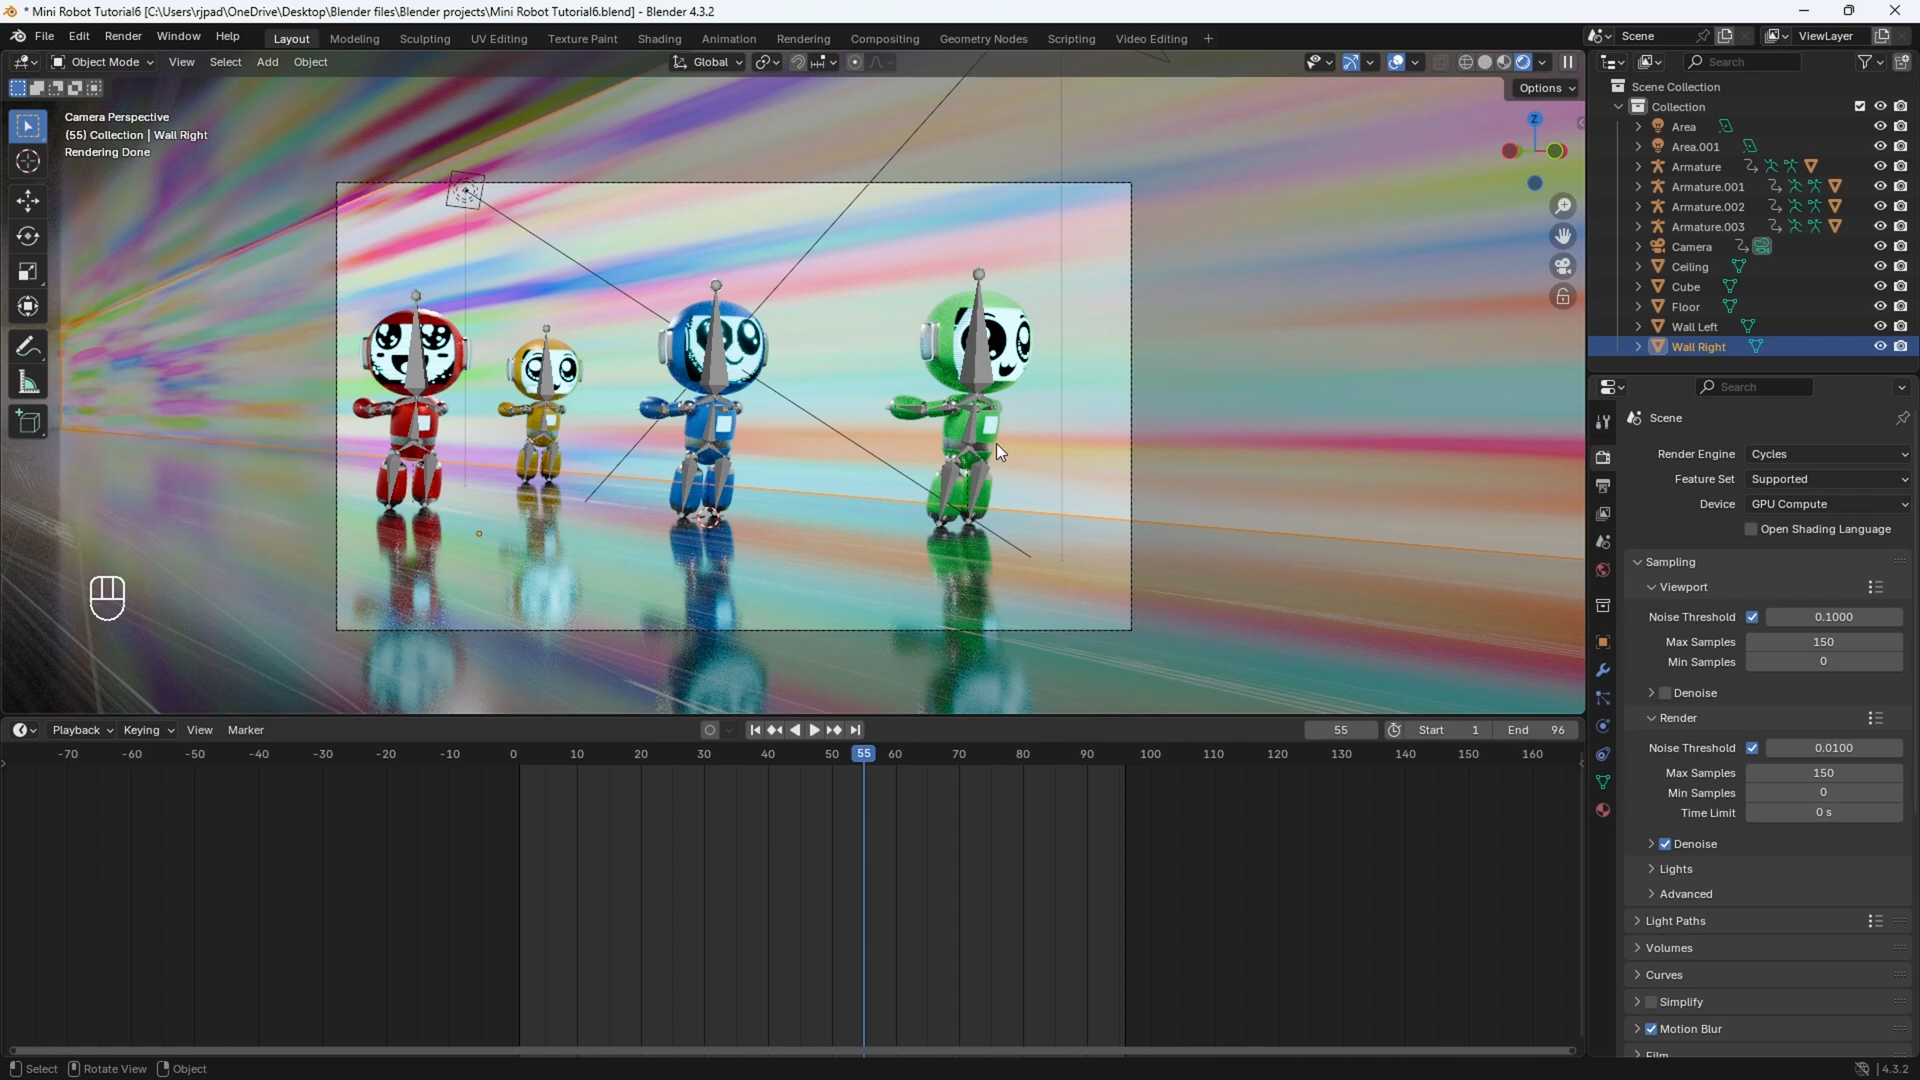 * Mini Robot Tutorial6 [C:\Users\rjpad\OneDrive\Desktop\Blender files\Blender projects\Mini Robot Tutorial6.blend] - Blender 4.3.2
File Edit Render Window Help
Layout Modeling Sculpting UV Editing Texture Paint Shading Animation Rendering Compositing Geometry Nodes Scripting Video Editing +
Scene
ViewLayer
Object Mode View Select Add Object
Global
Search
Options
Camera Perspective
(55) Collection | Wall Right
Rendering Done
Z
Scene Collection
Collection
Area
Area.001
Armature
Armature.001
Armature.002
Armature.003
Camera
Ceiling
Cube
Floor
Wall Left
Wall Right
Search
Scene
Render Engine Cycles
Feature Set Supported
Device GPU Compute
Open Shading Language
Sampling
Viewport
Noise Threshold 0.1000
Max Samples 150
Min Samples 0
Denoise
Render
Noise Threshold 0.0100
Max Samples 150
Min Samples 0
Time Limit 0 s
Denoise
Lights
Advanced
Light Paths
Volumes
Curves
Simplify
Motion Blur
Film
Playback Keying View Marker
55 Start 1 End 96
-70 -60 -50 -40 -30 -20 -10 0 10 20 30 40 50 55 60 70 80 90 100 110 120 130 140 150 160
Select Rotate View Object
4.3.2